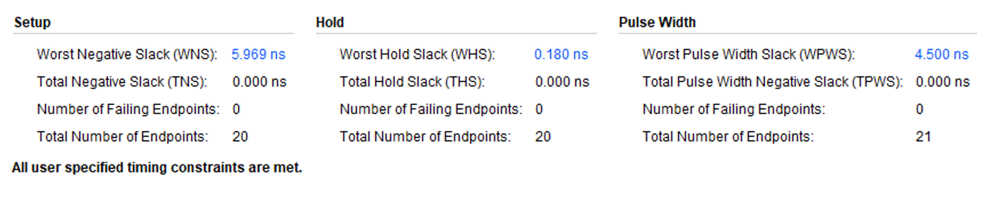 Setup
Worst Negative Slack (WNS): 5.969 ns
Total Negative Slack (TNS): 0.000 ns
Number of Failing Endpoints: 0
Total Number of Endpoints: 20
Hold
Worst Hold Slack (WHS): 0.180 ns
Total Hold Slack (THS): 0.000 ns
Number of Failing Endpoints: 0
Total Number of Endpoints: 20
Pulse Width
Worst Pulse Width Slack (WPWS): 4.500 ns
Total Pulse Width Negative Slack (TPWS): 0.000 ns
Number of Failing Endpoints: 0
Total Number of Endpoints: 21
All user specified timing constraints are met.